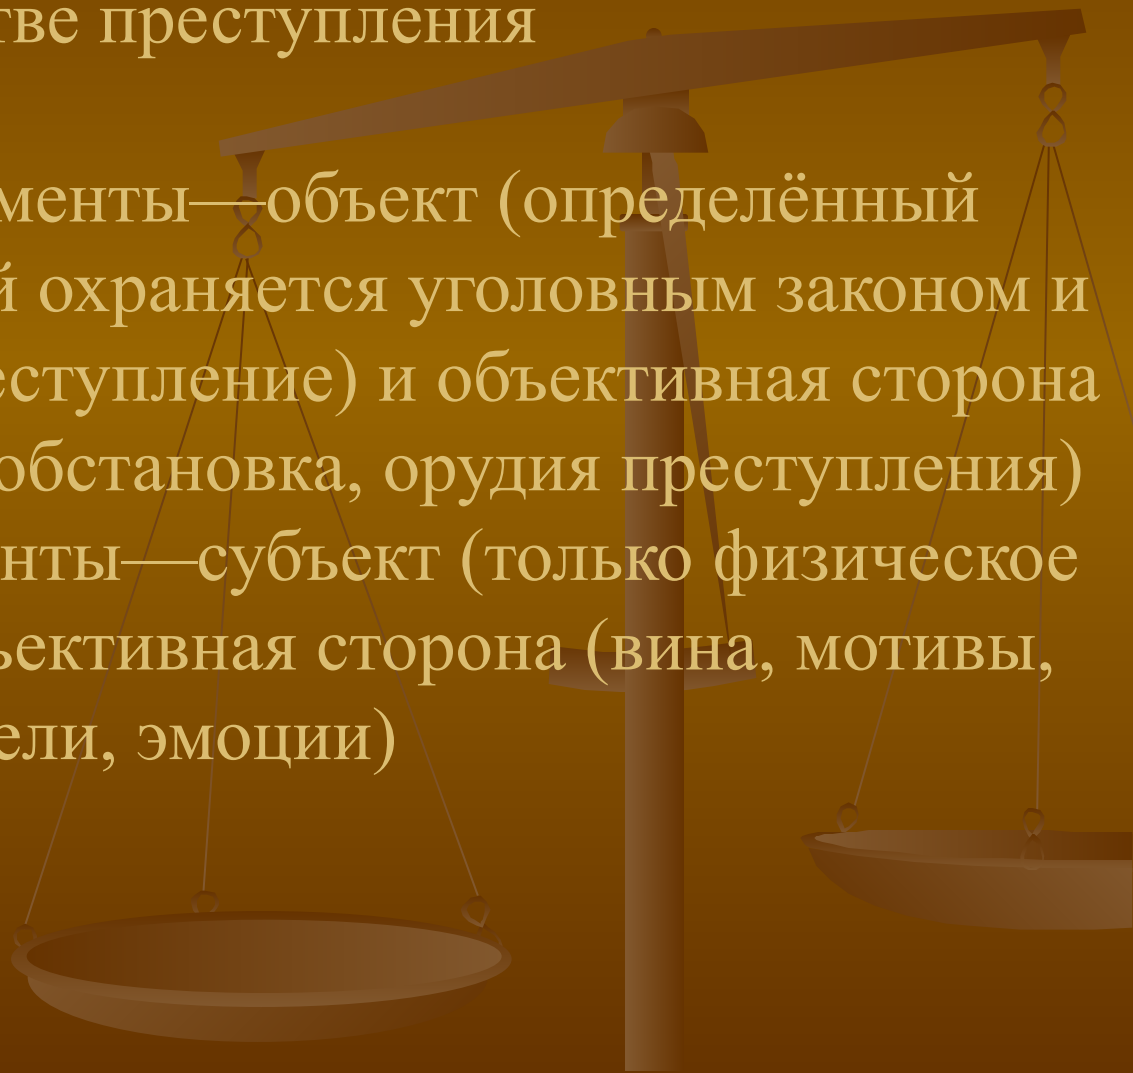 тве преступления
менты—объект (определённый
й охраняется уголовным законом и
еступление) и объективная сторона
обстановка, орудия преступления)
нты—субъект (только физическое
ъективная сторона (вина, мотивы,
ели, эмоции)